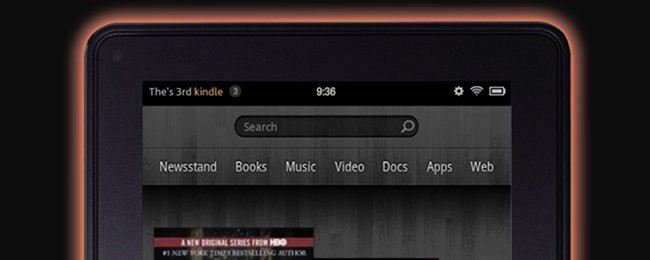 The's 3rd kindle 3 9:36
Search
Newsstand Books Music Video Docs Apps Web
A NEW ORIGINAL SERIES FROM HBO
#1 NEW YORK TIMES BESTSELLING AUTHOR